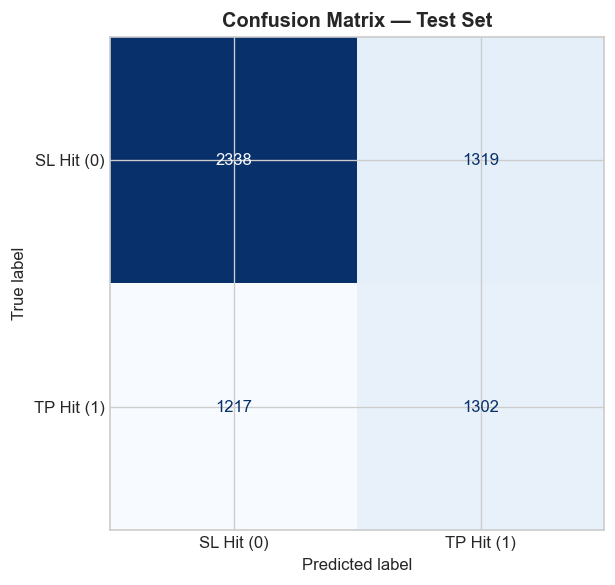 Confusion Matrix — Test Set
SL Hit (0)
2338
1319
TP Hit (1)
1217
1302
SL Hit (0)
TP Hit (1)
Predicted label
True label